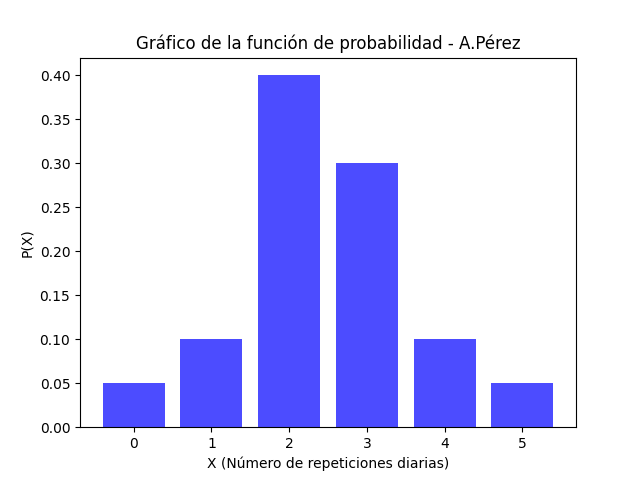 Gráfico de la función de probabilidad - A.Pérez
0.40
0.35
0.30
0.25
0.20
0.15
0.10
0.05
0.00
P(X)
0 1 2 3 4 5
X (Número de repeticiones diarias)